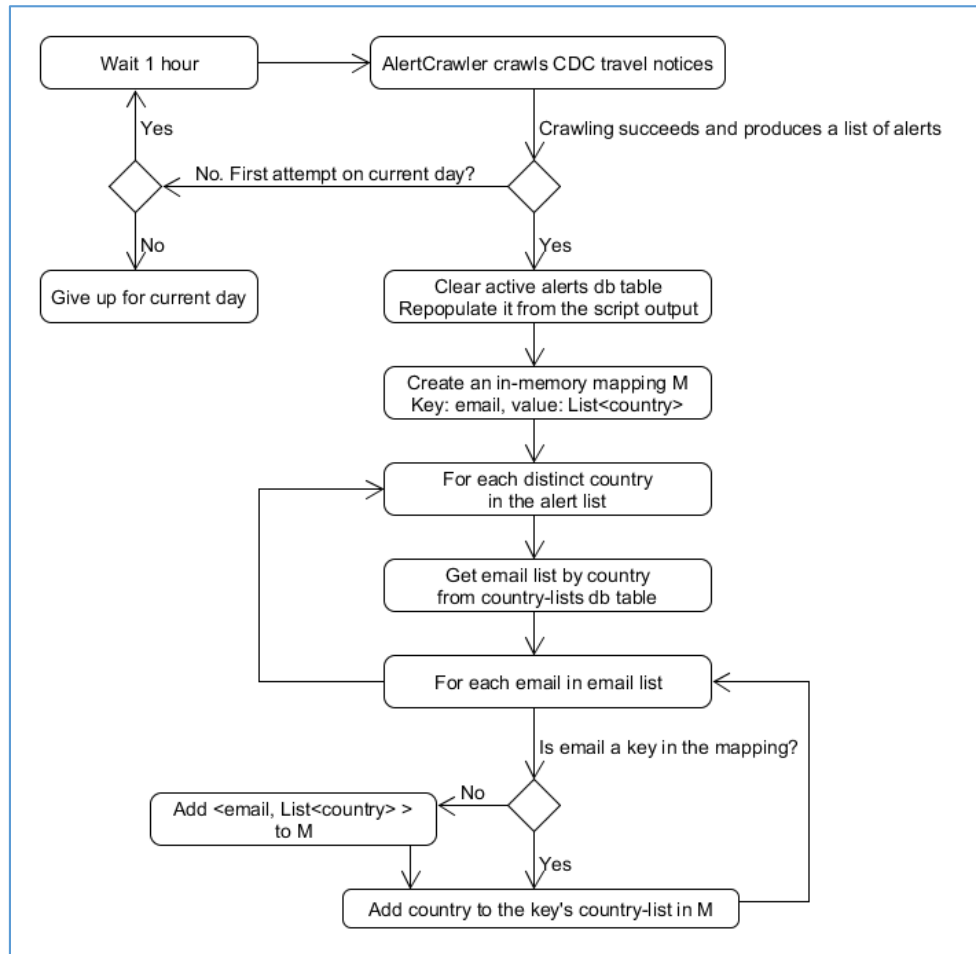 Wait 1 hour
AlertCrawler crawls CDC travel notices
Yes
Crawling succeeds and produces a list of alerts
No. First attempt on current day?
No
Yes
Give up for current day
Clear active alerts db table
Repopulate it from the script output
Create an in-memory mapping M
Key: email, value: List<country>
For each distinct country
in the alert list
Get email list by country
from country-lists db table
For each email in email list
Is email a key in the mapping?
No
Add <email, List<country> >
to M
Yes
Add country to the key's country-list in M